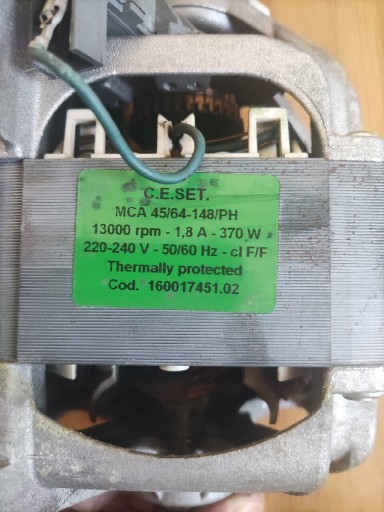 C.E.SET.
MCA 45/64-148/PH
13000 rpm - 1,8 A - 370 W
220-240 V - 50/60 Hz - cl F/F
Thermally protected
Cod. 160017451.02